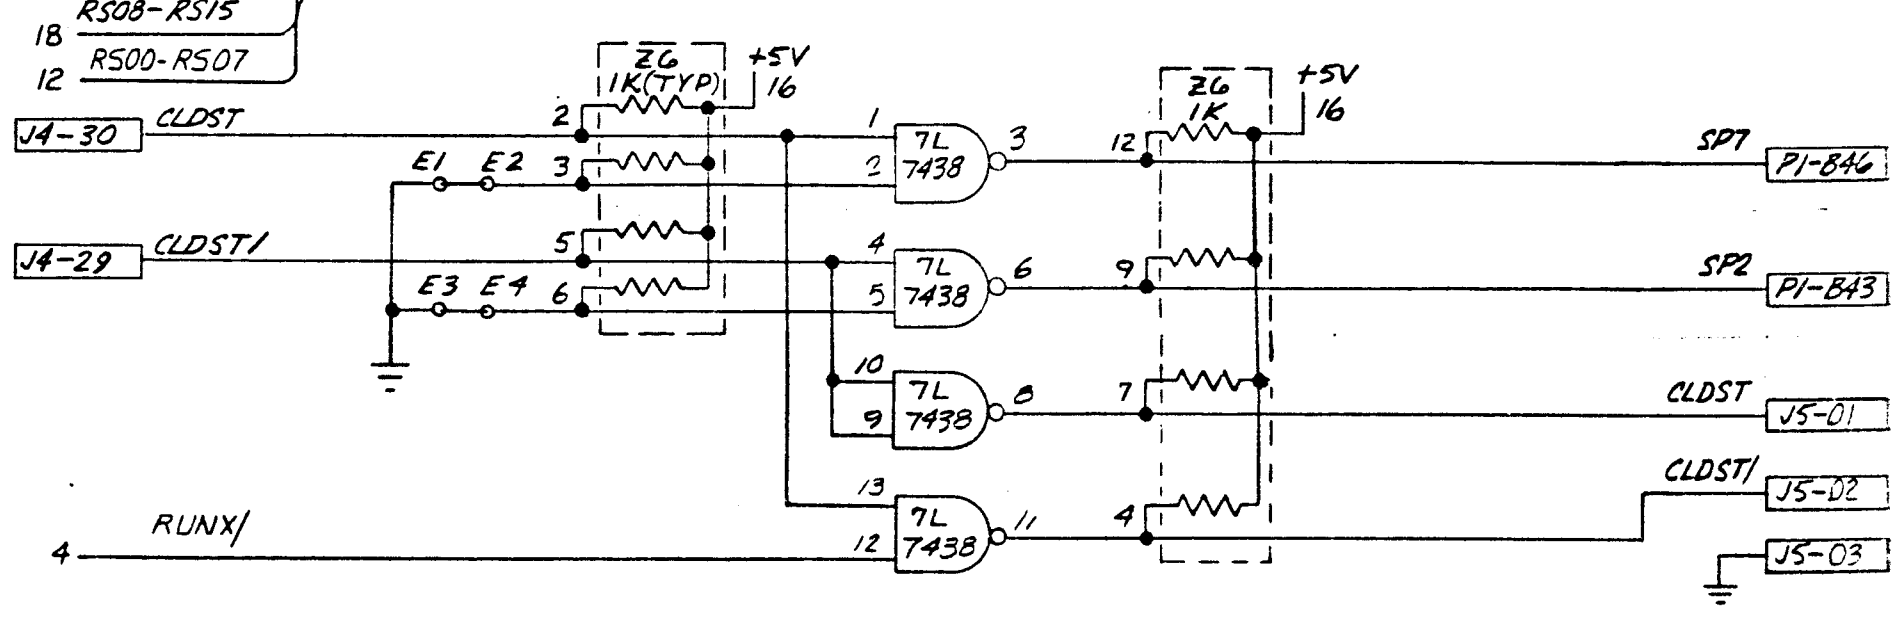 RS08-RS15
18
RS00-RS07
12
Z6
1K(TYP)
+5V
16
Z6
1K
+5V
16
J4-30
CLDST
2
1
2
7L
7438
3
12
SP7
P1-B46
E1
E2
3
J4-29
CLDST/
5
4
5
7L
7438
6
9
SP2
P1-B43
E3
E4
6
10
9
7L
7438
8
7
CLDST
J5-01
13
12
7L
7438
11
4
CLDST/
J5-02
4
RUNX/
J5-03